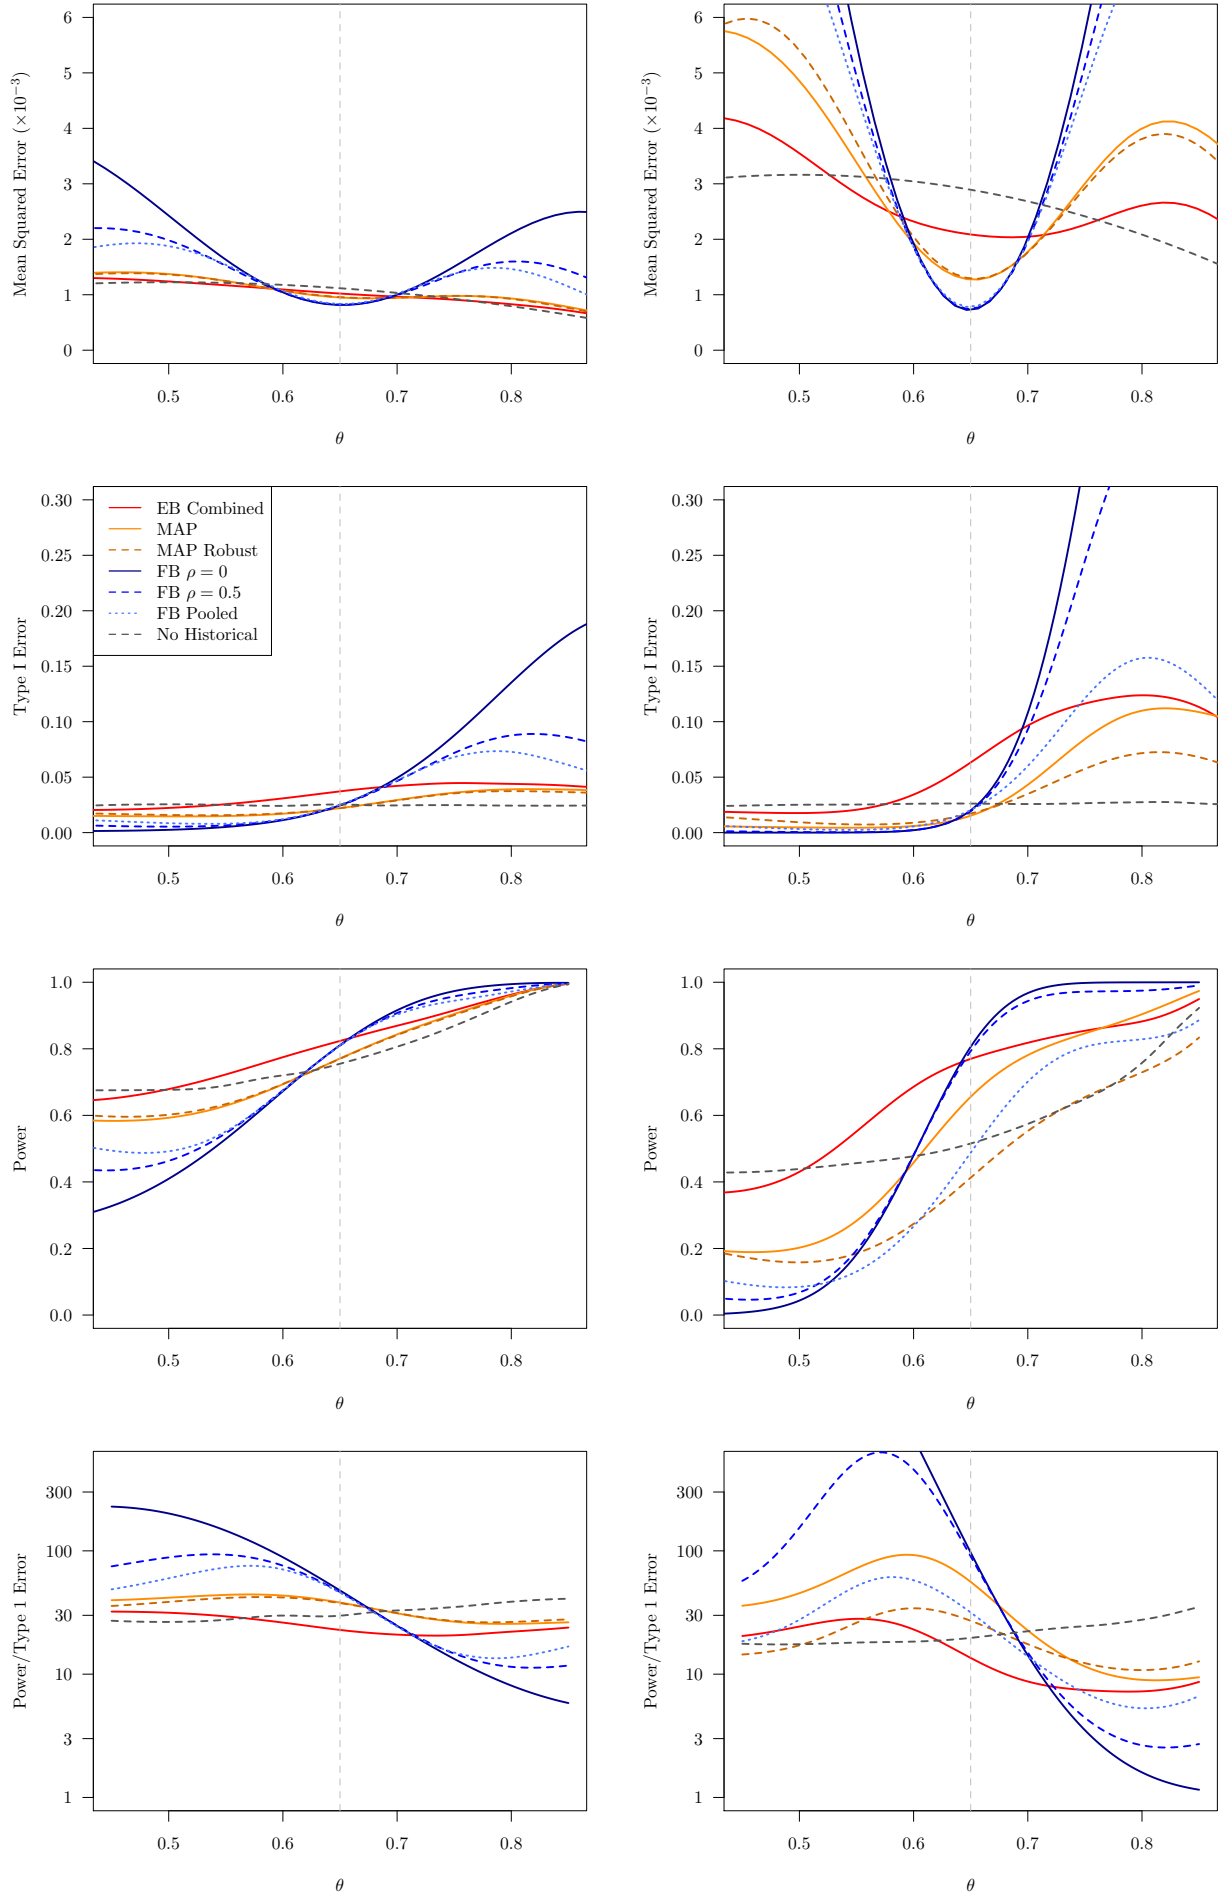 Mean Squared Error (×10⁻³)
6
5
4
3
2
1
0
0.5 0.6 0.7 0.8
θ
Mean Squared Error (×10⁻³)
6
5
4
3
2
1
0
0.5 0.6 0.7 0.8
θ
Type I Error
0.30
0.25
0.20
0.15
0.10
0.05
0.00
EB Combined
MAP
MAP Robust
FB ρ = 0
FB ρ = 0.5
FB Pooled
No Historical
0.5 0.6 0.7 0.8
θ
Type I Error
0.30
0.25
0.20
0.15
0.10
0.05
0.00
0.5 0.6 0.7 0.8
θ
Power
1.0
0.8
0.6
0.4
0.2
0.0
0.5 0.6 0.7 0.8
θ
Power
1.0
0.8
0.6
0.4
0.2
0.0
0.5 0.6 0.7 0.8
θ
Power/Type 1 Error
300
100
30
10
3
1
0.5 0.6 0.7 0.8
θ
Power/Type 1 Error
300
100
30
10
3
1
0.5 0.6 0.7 0.8
θ